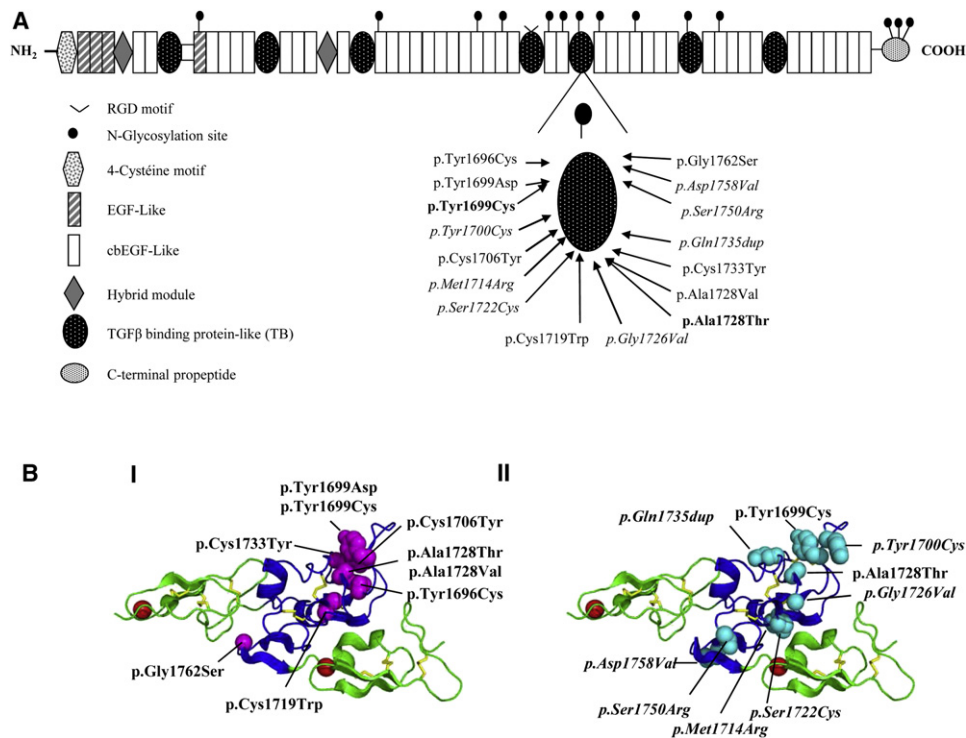 A
NH2
COOH
RGD motif
N-Glycosylation site
4-Cystéine motif
EGF-Like
cbEGF-Like
Hybrid module
TGFβ binding protein-like (TB)
C-terminal propeptide
p.Tyr1696Cys
p.Tyr1699Asp
p.Tyr1699Cys
p.Tyr1700Cys
p.Cys1706Tyr
p.Met1714Arg
p.Ser1722Cys
p.Cys1719Trp
p.Gly1726Val
p.Gly1762Ser
p.Asp1758Val
p.Ser1750Arg
p.Gln1735dup
p.Cys1733Tyr
p.Ala1728Val
p.Ala1728Thr
B
I
p.Tyr1699Asp
p.Tyr1699Cys
p.Cys1706Tyr
p.Cys1733Tyr
p.Ala1728Thr
p.Ala1728Val
p.Tyr1696Cys
p.Gly1762Ser
p.Cys1719Trp
II
p.Gln1735dup
p.Tyr1699Cys
p.Tyr1700Cys
p.Ala1728Thr
p.Gly1726Val
p.Asp1758Val
p.Ser1750Arg
p.Met1714Arg
p.Ser1722Cys